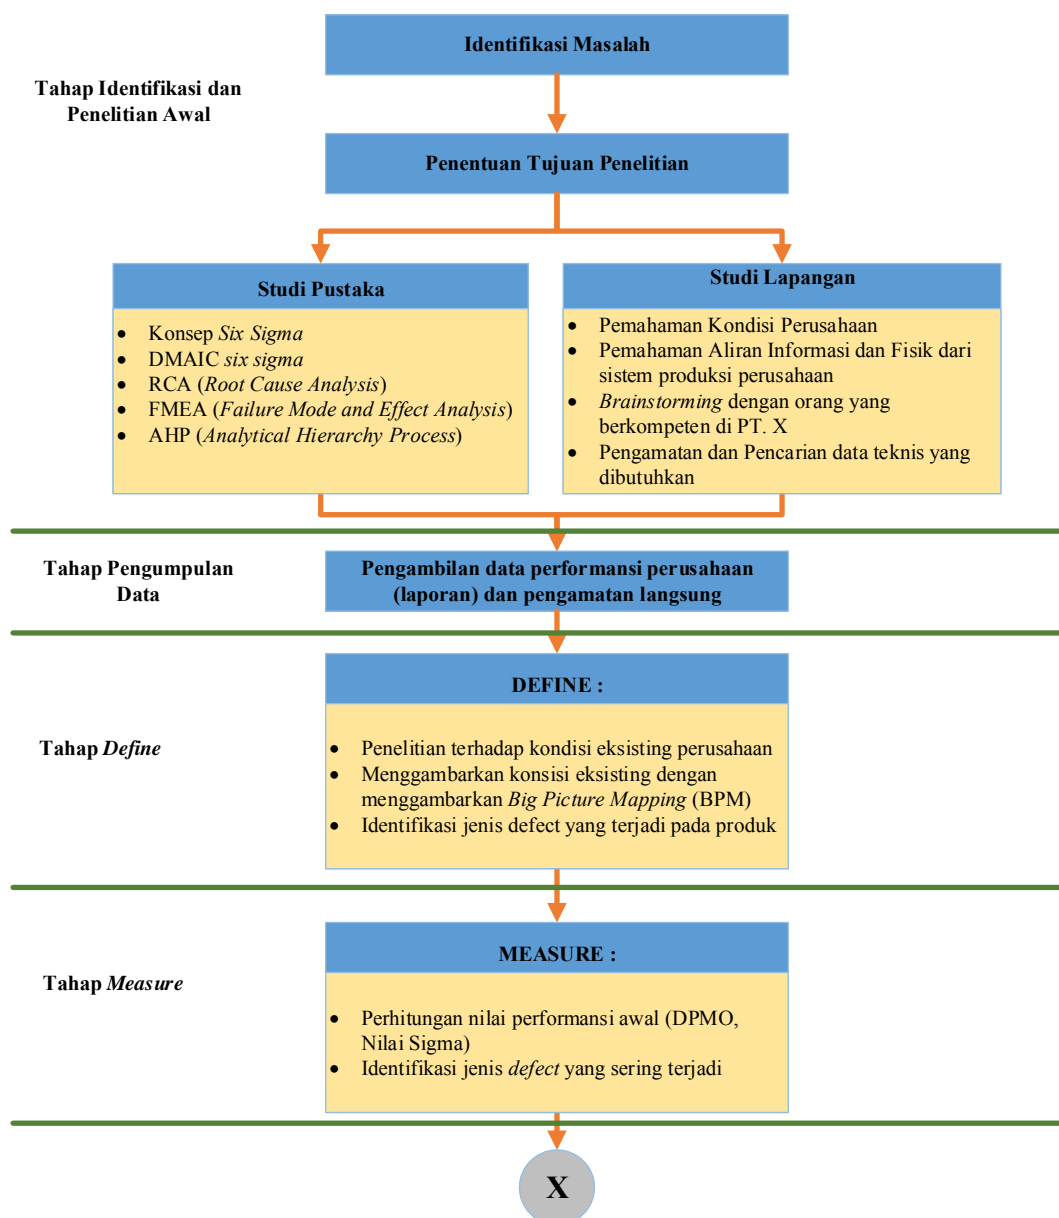 Identifikasi Masalah
Tahap Identifikasi dan
Penelitian Awal
Penentuan Tujuan Penelitian
Studi Pustaka
• Konsep Six Sigma
• DMAIC six sigma
• RCA (Root Cause Analysis)
• FMEA (Failure Mode and Effect Analysis)
• AHP (Analytical Hierarchy Process)
Studi Lapangan
• Pemahaman Kondisi Perusahaan
• Pemahaman Aliran Informasi dan Fisik dari
sistem produksi perusahaan
• Brainstorming dengan orang yang
berkompeten di PT. X
• Pengamatan dan Pencarian data teknis yang
dibutuhkan
Tahap Pengumpulan
Data
Pengambilan data performansi perusahaan
(laporan) dan pengamatan langsung
Tahap Define
DEFINE :
• Penelitian terhadap kondisi eksisting perusahaan
• Menggambarkan konsisi eksisting dengan
menggambarkan Big Picture Mapping (BPM)
• Identifikasi jenis defect yang terjadi pada produk
Tahap Measure
MEASURE :
• Perhitungan nilai performansi awal (DPMO,
Nilai Sigma)
• Identifikasi jenis defect yang sering terjadi
X